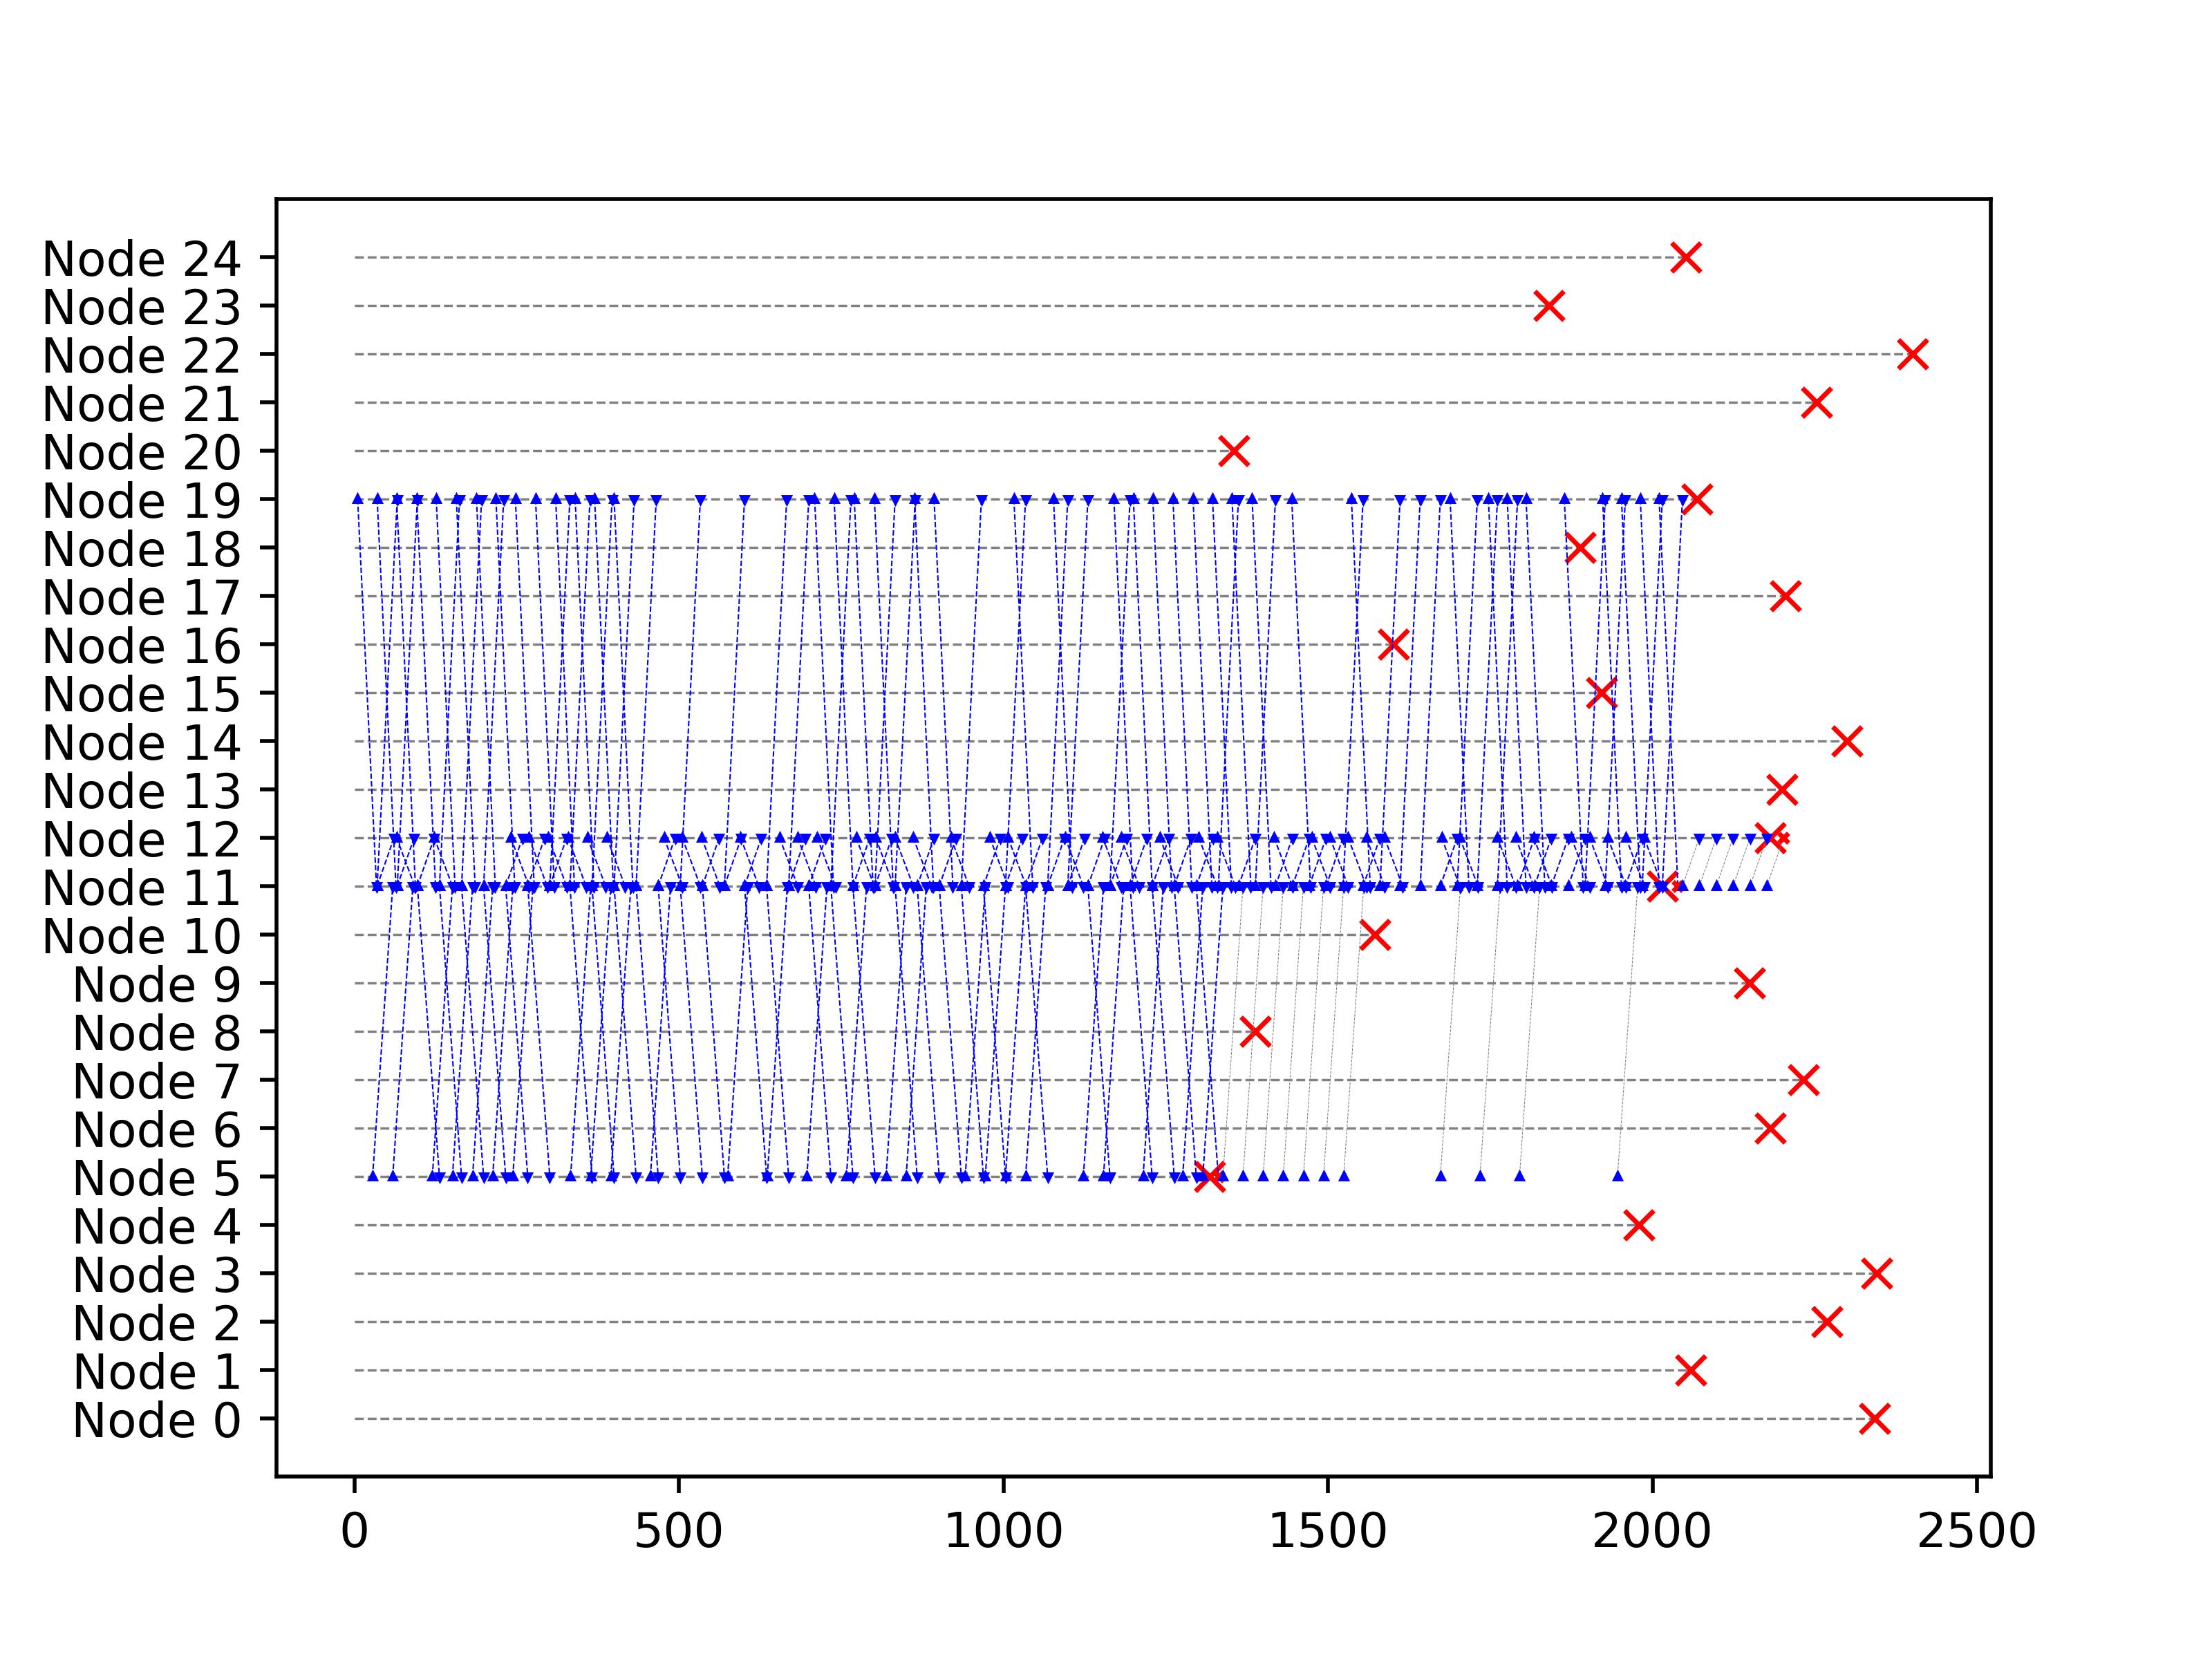 Node 24
Node 23
Node 22
Node 21
Node 20
Node 19
Node 18
Node 17
Node 16
Node 15
Node 14
Node 13
Node 12
Node 11
Node 10
Node 9
Node 8
Node 7
Node 6
Node 5
Node 4
Node 3
Node 2
Node 1
Node 0
0 500 1000 1500 2000 2500